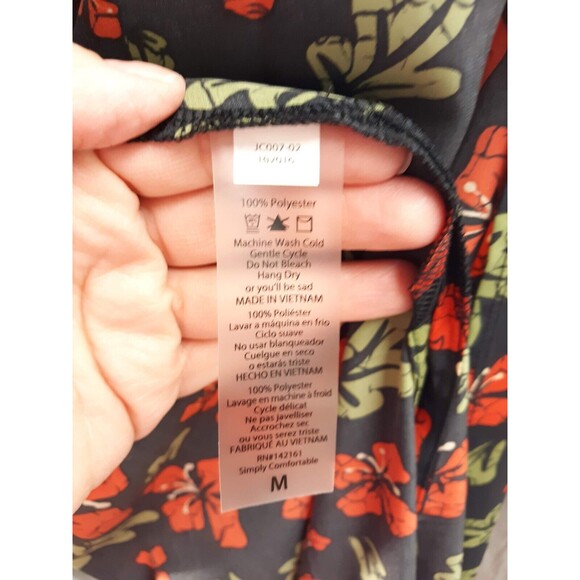 JC007-02
102016
100% Polyester
Machine Wash Cold
Gentle Cycle
Do Not Bleach
Hang Dry
or you'll be sad
MADE IN VIETNAM
100% Poliéster
Lavar a máquina en frio
Ciclo suave
No usar blanqueador
Cuelgue en seco
o estarás triste
HECHO EN VIETNAM
100% Polyester
Lavage en machine à froid
Cycle délicat
Ne pas Javelliser
Accrochez sec
ou vous serez triste
FABRIQUÉ AU VIETNAM
RN#142161
Simply Comfortable
M